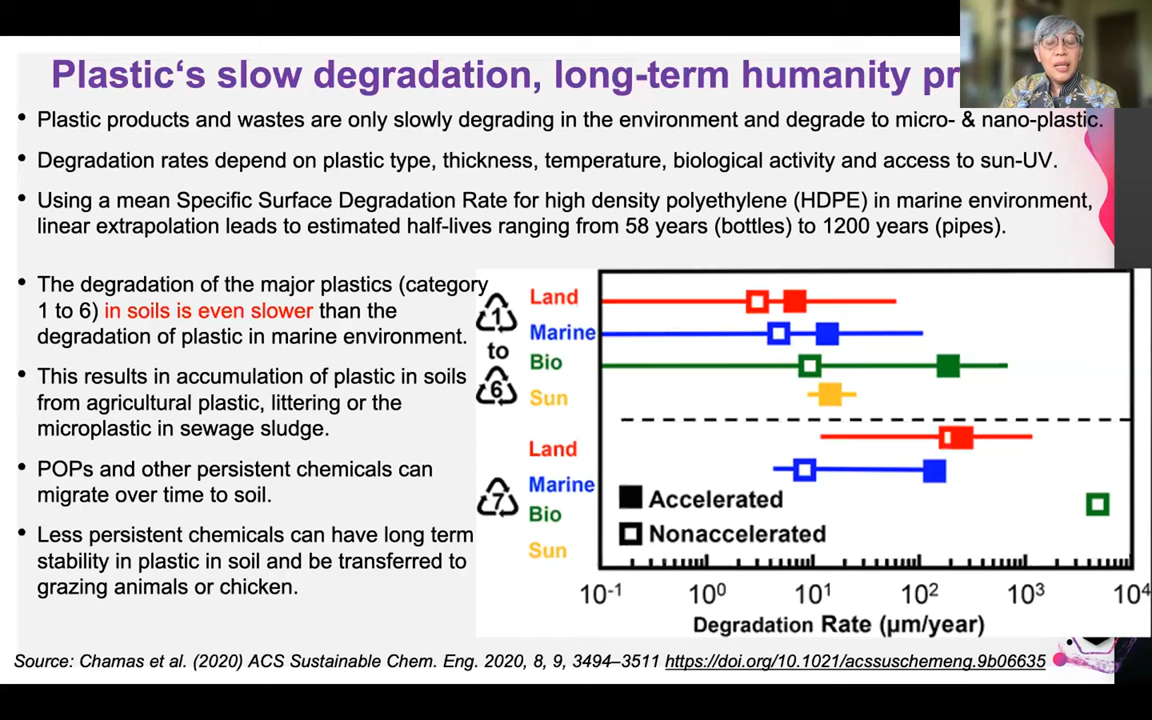 Plastic‘s slow degradation, long-term humanity pr
• Plastic products and wastes are only slowly degrading in the environment and degrade to micro- & nano-plastic.
• Degradation rates depend on plastic type, thickness, temperature, biological activity and access to sun-UV.
• Using a mean Specific Surface Degradation Rate for high density polyethylene (HDPE) in marine environment,
linear extrapolation leads to estimated half-lives ranging from 58 years (bottles) to 1200 years (pipes).
• The degradation of the major plastics (category
1 to 6) in soils is even slower than the
degradation of plastic in marine environment.
• This results in accumulation of plastic in soils
from agricultural plastic, littering or the
microplastic in sewage sludge.
• POPs and other persistent chemicals can
migrate over time to soil.
• Less persistent chemicals can have long term
stability in plastic in soil and be transferred to
grazing animals or chicken.
1
to
6
Land
Marine
Bio
Sun
7
Land
Marine
Bio
Sun
Accelerated
Nonaccelerated
10⁻¹ 10⁰ 10¹ 10² 10³ 10⁴
Degradation Rate (µm/year)
Source: Chamas et al. (2020) ACS Sustainable Chem. Eng. 2020, 8, 9, 3494–3511 https://doi.org/10.1021/acssuschemeng.9b06635